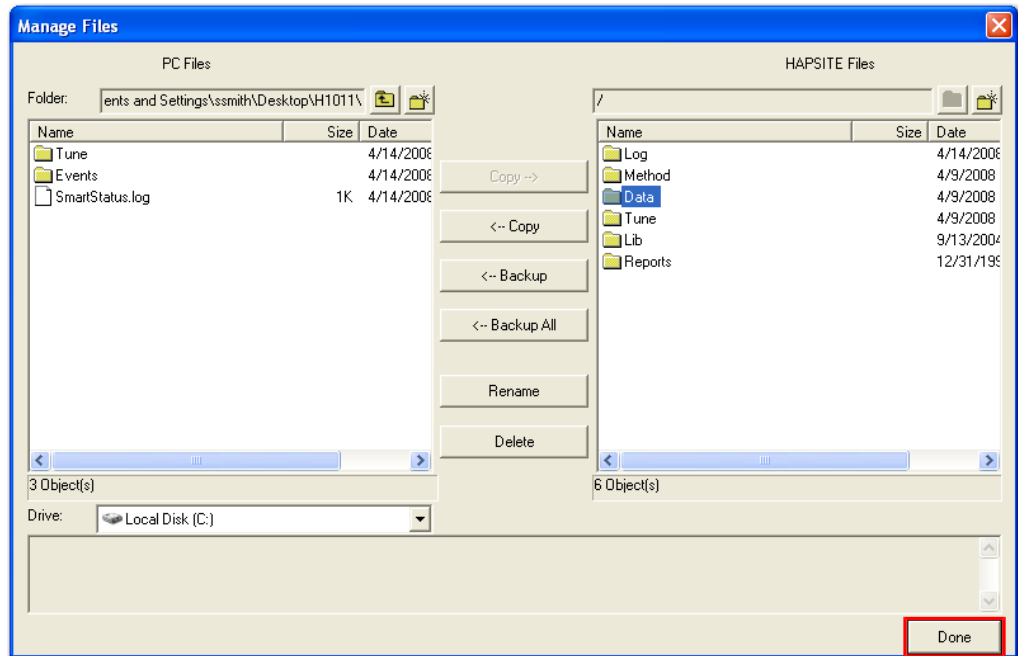 Manage Files
PC Files
HAPSITE Files
Folder:
ents and Settings\ssmith\Desktop\H1011\
/
Name Size Date
Tune 4/14/2008
Events 4/14/2008
SmartStatus.log 1K 4/14/2008
3 Object(s)
Drive: Local Disk (C:)
Copy -->
<-- Copy
<-- Backup
<-- Backup All
Rename
Delete
Name Size Date
Log 4/14/2008
Method 4/9/2008
Data 4/9/2008
Tune 4/9/2008
Lib 9/13/2004
Reports 12/31/199
6 Object(s)
Done